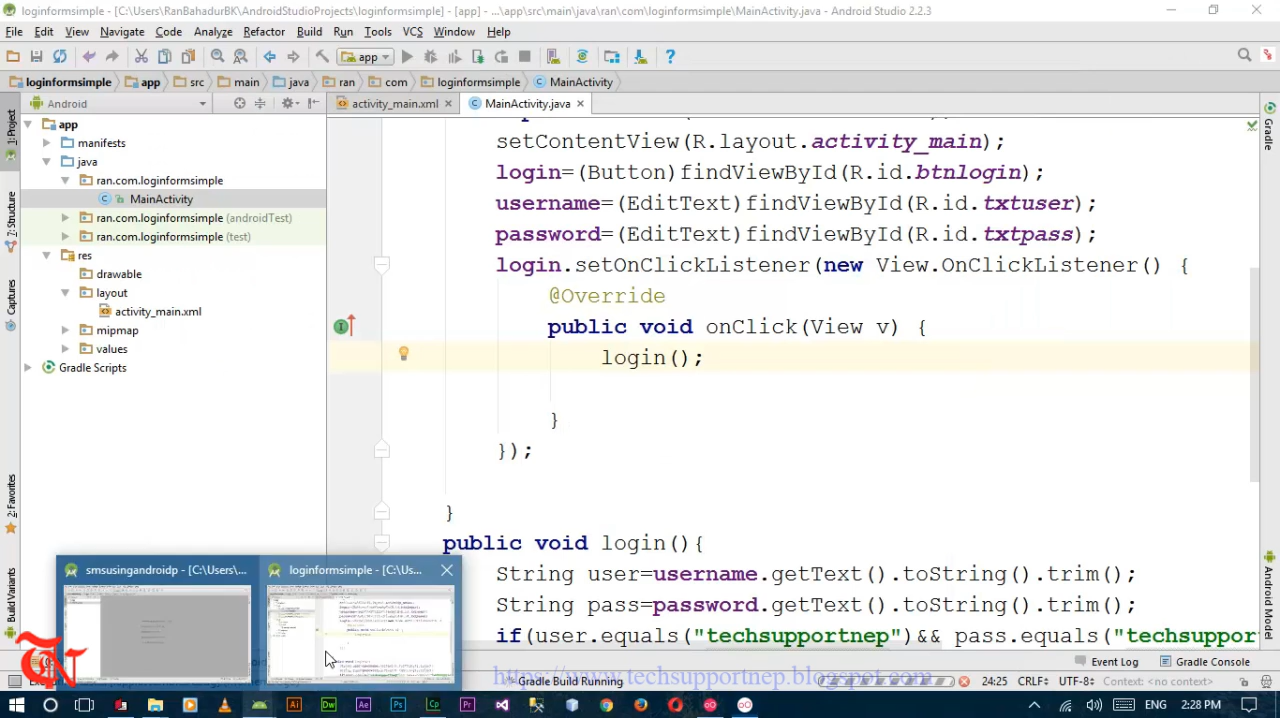 loginformsimple - [C:\Users\RanBahadurBK\AndroidStudioProjects\loginformsimple] - [app] - ...\app\src\main\java\ran\com\loginformsimple\MainActivity.java - Android Studio 2.2.3
File Edit View Navigate Code Analyze Refactor Build Run Tools VCS Window Help
app
loginformsimple app src main java ran com loginformsimple MainActivity
Android
activity_main.xml MainActivity.java
1: Project
7: Structure
Captures
2: Favorites
Build Variants
app
manifests
java
ran.com.loginformsimple
MainActivity
ran.com.loginformsimple (androidTest)
ran.com.loginformsimple (test)
res
drawable
layout
activity_main.xml
mipmap
values
Gradle Scripts
setContentView(R.layout.activity_main);
login=(Button)findViewById(R.id.btnlogin);
username=(EditText)findViewById(R.id.txtuser);
password=(EditText)findViewById(R.id.txtpass);
login.setOnClickListener(new View.OnClickListener() {
@Override
public void onClick(View v) {
login();
}
});
}
public void login(){
String user=username.getText().toString().trim();
String pass=password.getText().toString().trim();
if(user.equals("techsupportnep")&& pass.equals("techsuppor
Gradle
Android Model
smsusingandroidp - [C:\Users\...
loginformsimple - [C:\Us...
Gradle Console
Gradle Build Running
24:25 CRLF÷ UTF-8÷ Context: <no context>
ENG 2:28 PM